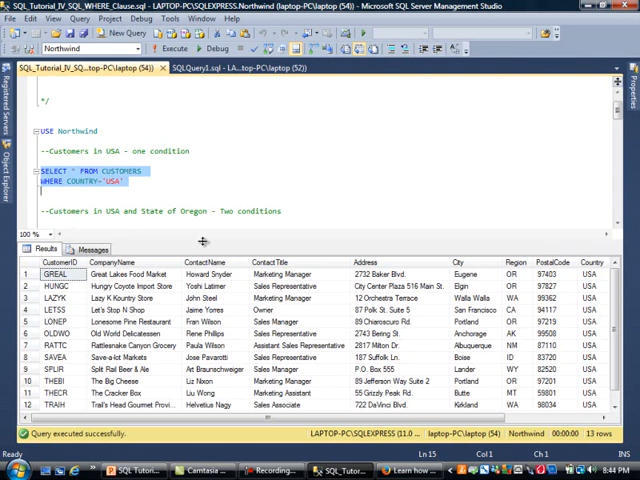 SQL_Tutorial_IV_SQL_WHERE_Clause.sql - LAPTOP-PC\SQLEXPRESS.Northwind (laptop-PC\laptop (54)) - Microsoft SQL Server Management Studio
File Edit View Query Project Debug Tools Window Help
New Query
Northwind Execute Debug
SQL_Tutorial_IV_SQ...top-PC\laptop (54)) SQLQuery1.sql - LA...top-PC\laptop (52))
Registered Servers
Object Explorer
Properties
*/
USE Northwind
--Customers in USA - one condition
SELECT * FROM CUSTOMERS
WHERE COUNTRY='USA'
--Customers in USA and State of Oregon - Two conditions
100 %
Results Messages
CustomerID CompanyName ContactName ContactTitle Address City Region PostalCode Country
1 GREAL Great Lakes Food Market Howard Snyder Marketing Manager 2732 Baker Blvd. Eugene OR 97403 USA
2 HUNGC Hungry Coyote Import Store Yoshi Latimer Sales Representative City Center Plaza 516 Main St. Elgin OR 97827 USA
3 LAZYK Lazy K Kountry Store John Steel Marketing Manager 12 Orchestra Terrace Walla Walla WA 99362 USA
4 LETSS Let's Stop N Shop Jaime Yorres Owner 87 Polk St. Suite 5 San Francisco CA 94117 USA
5 LONEP Lonesome Pine Restaurant Fran Wilson Sales Manager 89 Chiaroscuro Rd. Portland OR 97219 USA
6 OLDWO Old World Delicatessen Rene Phillips Sales Representative 2743 Bering St. Anchorage AK 99508 USA
7 RATTC Rattlesnake Canyon Grocery Paula Wilson Assistant Sales Representative 2817 Milton Dr. Albuquerque NM 87110 USA
8 SAVEA Save-a-lot Markets Jose Pavarotti Sales Representative 187 Suffolk Ln. Boise ID 83720 USA
9 SPLIR Split Rail Beer & Ale Art Braunschweiger Sales Manager P.O. Box 555 Lander WY 82520 USA
10 THEBI The Big Cheese Liz Nixon Marketing Manager 89 Jefferson Way Suite 2 Portland OR 97201 USA
11 THECR The Cracker Box Liu Wong Marketing Assistant 55 Grizzly Peak Rd. Butte MT 59801 USA
12 TRAIH Trail's Head Gourmet Provi... Helvetius Nagy Sales Associate 722 DaVinci Blvd. Kirkland WA 98034 USA
Query executed successfully. LAPTOP-PC\SQLEXPRESS (11.0 ... laptop-PC\laptop (54) Northwind 00:00:00 13 rows
Ready Ln 15 Col 1 Ch 1 INS
SQL Tutori... Camtasia ... Recording... SQL_Tutor... Learn how ... 8:44 PM